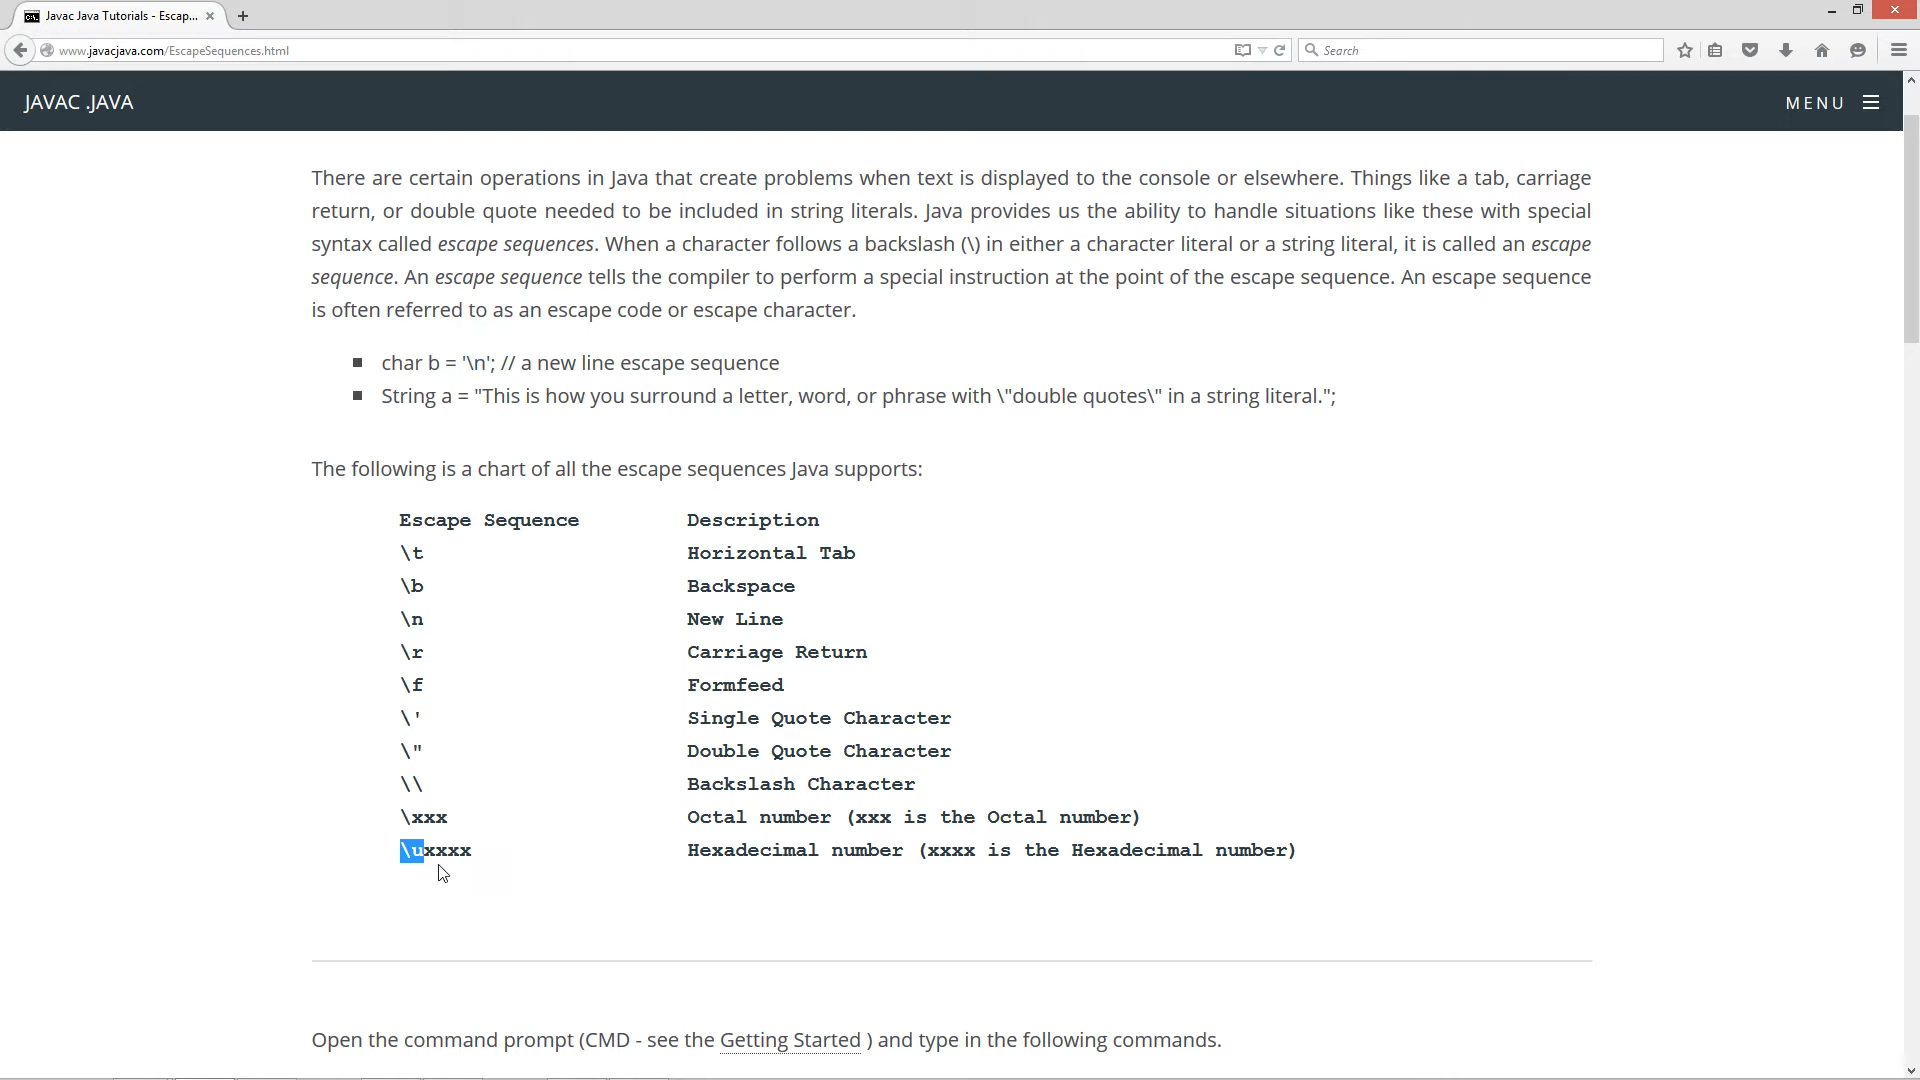 Javac Java Tutorials - Escap...
www.javacjava.com/EscapeSequences.html
Search
JAVAC .JAVA
MENU
There are certain operations in Java that create problems when text is displayed to the console or elsewhere. Things like a tab, carriage
return, or double quote needed to be included in string literals. Java provides us the ability to handle situations like these with special
syntax called escape sequences. When a character follows a backslash (\) in either a character literal or a string literal, it is called an escape
sequence. An escape sequence tells the compiler to perform a special instruction at the point of the escape sequence. An escape sequence
is often referred to as an escape code or escape character.
char b = '\n'; // a new line escape sequence
String a = "This is how you surround a letter, word, or phrase with \"double quotes\" in a string literal.";
The following is a chart of all the escape sequences Java supports:
Escape Sequence Description
\t Horizontal Tab
\b Backspace
\n New Line
\r Carriage Return
\f Formfeed
\' Single Quote Character
\" Double Quote Character
\\ Backslash Character
\xxx Octal number (xxx is the Octal number)
\uxxxx Hexadecimal number (xxxx is the Hexadecimal number)
Open the command prompt (CMD - see the Getting Started ) and type in the following commands.